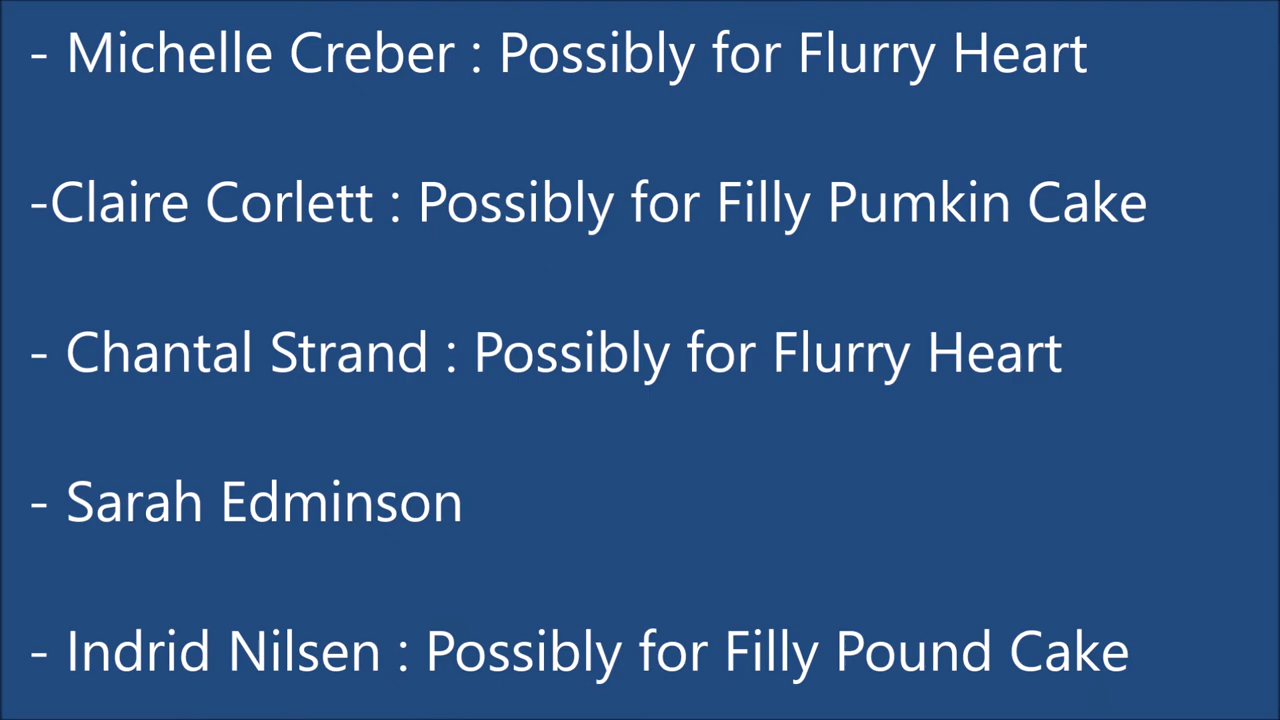 - Michelle Creber : Possibly for Flurry Heart
-Claire Corlett : Possibly for Filly Pumkin Cake
- Chantal Strand : Possibly for Flurry Heart
- Sarah Edminson
- Indrid Nilsen : Possibly for Filly Pound Cake